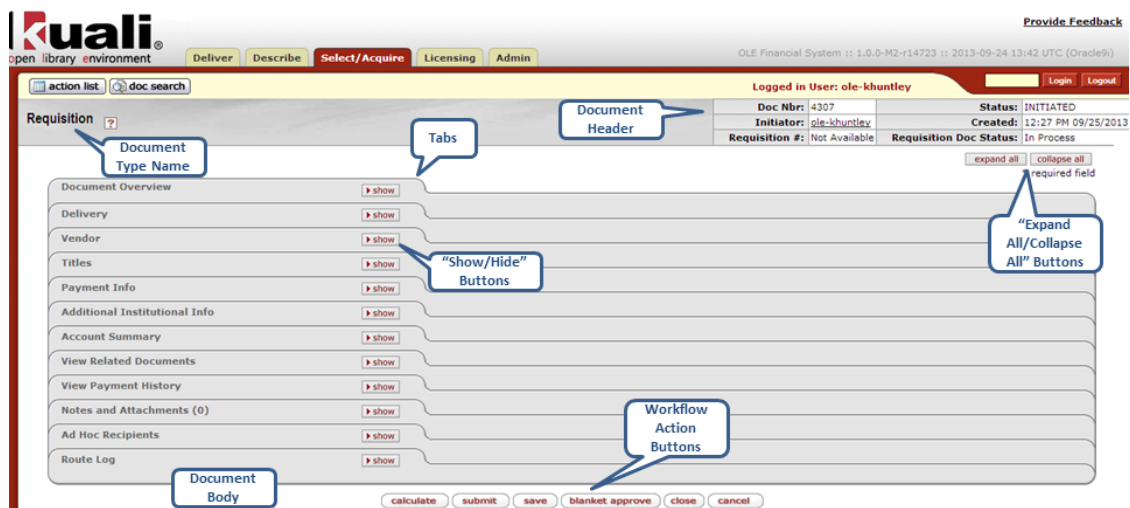 Provide Feedback
kuali®
open library environment
Deliver Describe Select/Acquire Licensing Admin
OLE Financial System :: 1.0.0-M2-r14723 :: 2013-09-24 13:42 UTC (Oracle9i)
action list doc search
Logged in User: ole-khuntley
Login Logout
Requisition ?
Document Type Name
Tabs
Document Header
Doc Nbr: 4307 Status: INITIATED
Initiator: ole-khuntley Created: 12:27 PM 09/25/2013
Requisition #: Not Available Requisition Doc Status: In Process
expand all collapse all
* required field
Document Overview show
Delivery show
Vendor show
Titles show
Payment Info show
Additional Institutional Info show
Account Summary show
View Related Documents show
View Payment History show
Notes and Attachments (0) show
Ad Hoc Recipients show
Route Log show
"Show/Hide" Buttons
"Expand All/Collapse All" Buttons
Workflow Action Buttons
Document Body
calculate submit save blanket approve close cancel